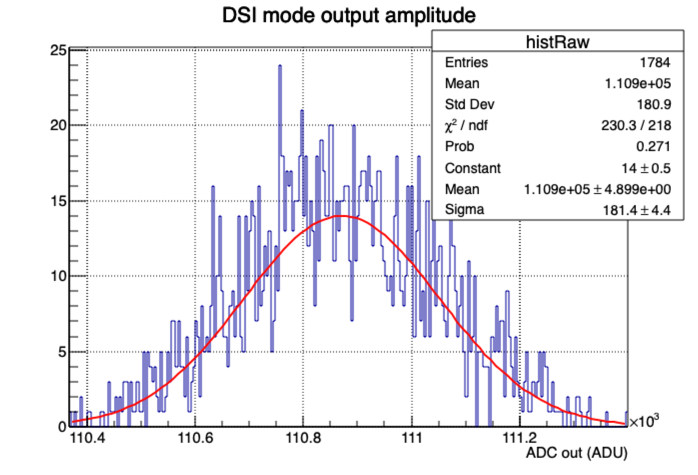 DSI mode output amplitude
histRaw
Entries 1784
Mean 1.109e+05
Std Dev 180.9
χ² / ndf 230.3 / 218
Prob 0.271
Constant 14 ± 0.5
Mean 1.109e+05 ± 4.899e+00
Sigma 181.4 ± 4.4
25
20
15
10
5
0
110.4 110.6 110.8 111 111.2 ×10³
ADC out (ADU)